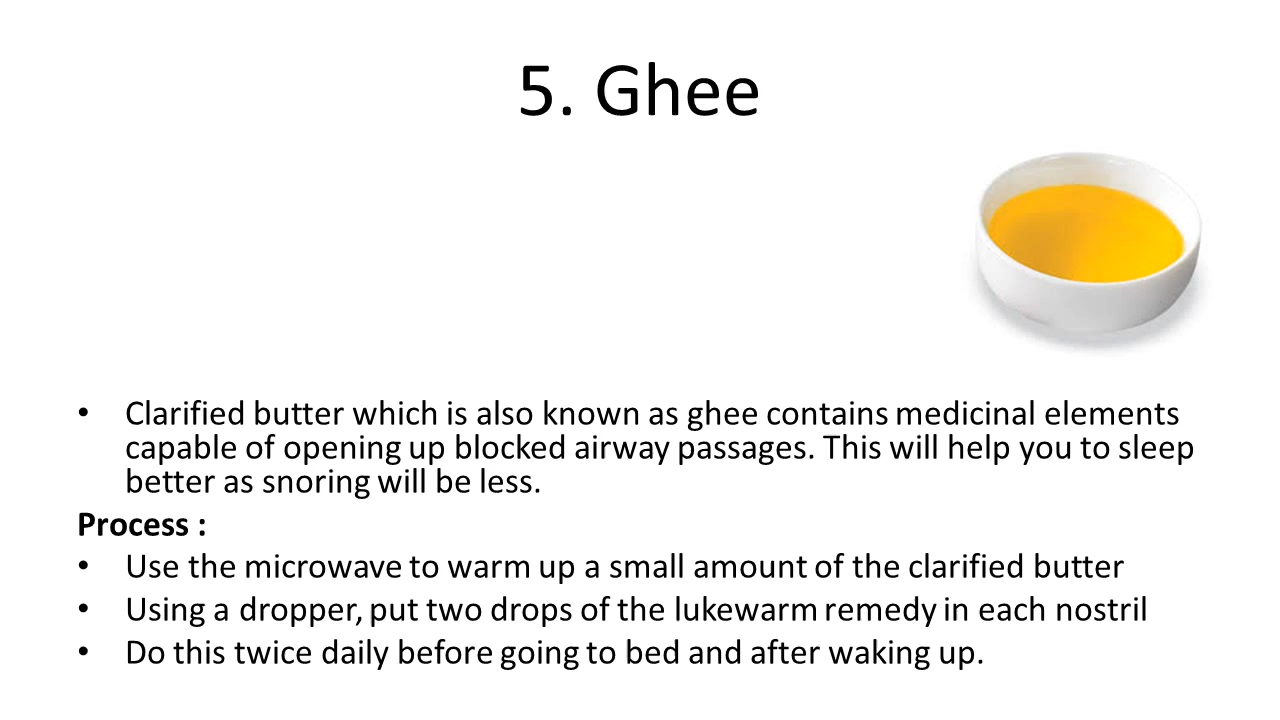 5. Ghee
• Clarified butter which is also known as ghee contains medicinal elements
capable of opening up blocked airway passages. This will help you to sleep
better as snoring will be less.
Process :
• Use the microwave to warm up a small amount of the clarified butter
• Using a dropper, put two drops of the lukewarm remedy in each nostril
• Do this twice daily before going to bed and after waking up.